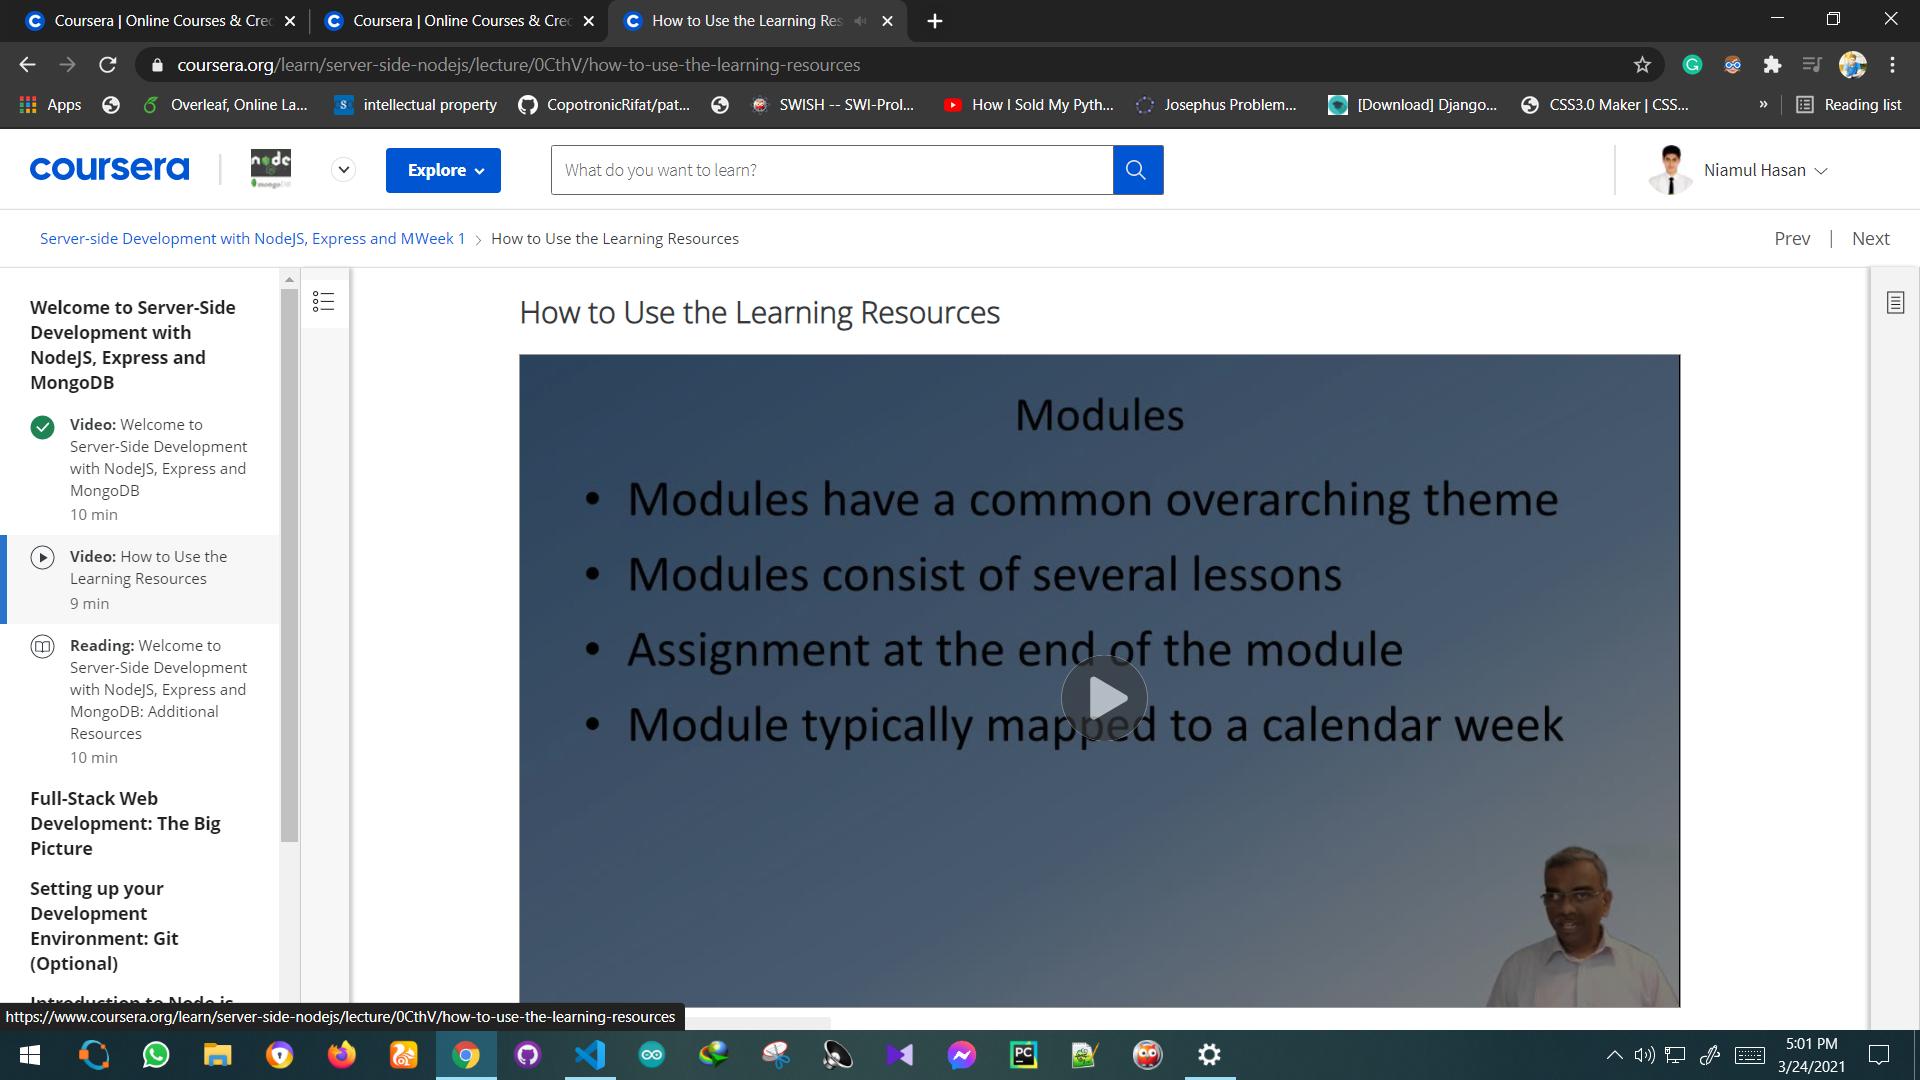 Coursera | Online Courses & Cre
Coursera | Online Courses & Cre
How to Use the Learning Res
coursera.org/learn/server-side-nodejs/lecture/0CthV/how-to-use-the-learning-resources
Apps
Overleaf, Online La...
intellectual property
CopotronicRifat/pat...
SWISH -- SWI-Prol...
How I Sold My Pyth...
Josephus Problem...
[Download] Django...
CSS3.0 Maker | CSS...
»
Reading list
coursera
node
mongoDB
Explore
What do you want to learn?
Niamul Hasan
Server-side Development with NodeJS, Express and MWeek 1 > How to Use the Learning Resources
Prev | Next
Welcome to Server-Side
Development with
NodeJS, Express and
MongoDB
Video: Welcome to
Server-Side Development
with NodeJS, Express and
MongoDB
10 min
Video: How to Use the
Learning Resources
9 min
Reading: Welcome to
Server-Side Development
with NodeJS, Express and
MongoDB: Additional
Resources
10 min
Full-Stack Web
Development: The Big
Picture
Setting up your
Development
Environment: Git
(Optional)
Introduction to Node.js
How to Use the Learning Resources
Modules
• Modules have a common overarching theme
• Modules consist of several lessons
• Assignment at the end of the module
• Module typically mapped to a calendar week
https://www.coursera.org/learn/server-side-nodejs/lecture/0CthV/how-to-use-the-learning-resources
PC
5:01 PM
3/24/2021